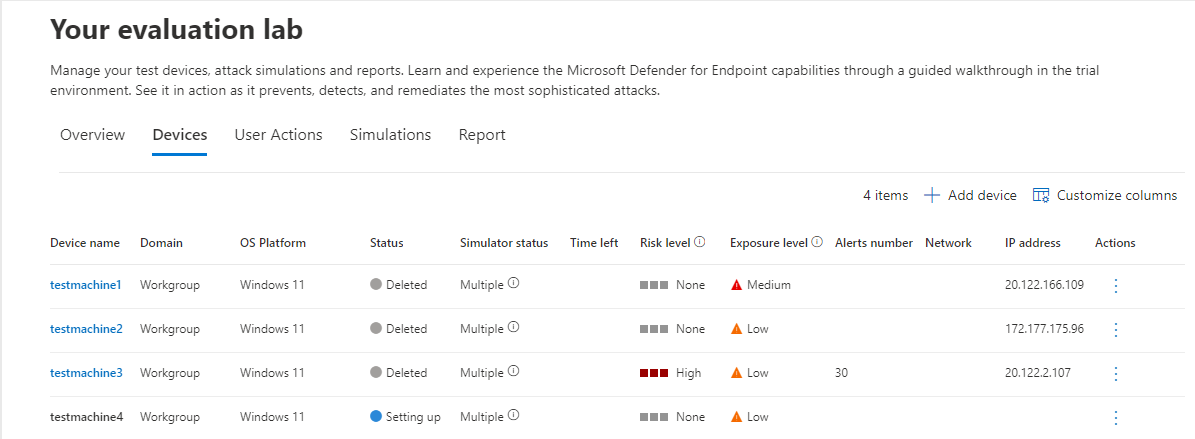 Your evaluation lab
Manage your test devices, attack simulations and reports. Learn and experience the Microsoft Defender for Endpoint capabilities through a guided walkthrough in the trial
environment. See it in action as it prevents, detects, and remediates the most sophisticated attacks.
Overview Devices User Actions Simulations Report
4 items Add device Customize columns
Device name Domain OS Platform Status Simulator status Time left Risk level Exposure level Alerts number Network IP address Actions
testmachine1 Workgroup Windows 11 Deleted Multiple None Medium 20.122.166.109
testmachine2 Workgroup Windows 11 Deleted Multiple None Low 172.177.175.96
testmachine3 Workgroup Windows 11 Deleted Multiple High Low 30 20.122.2.107
testmachine4 Workgroup Windows 11 Setting up Multiple None Low